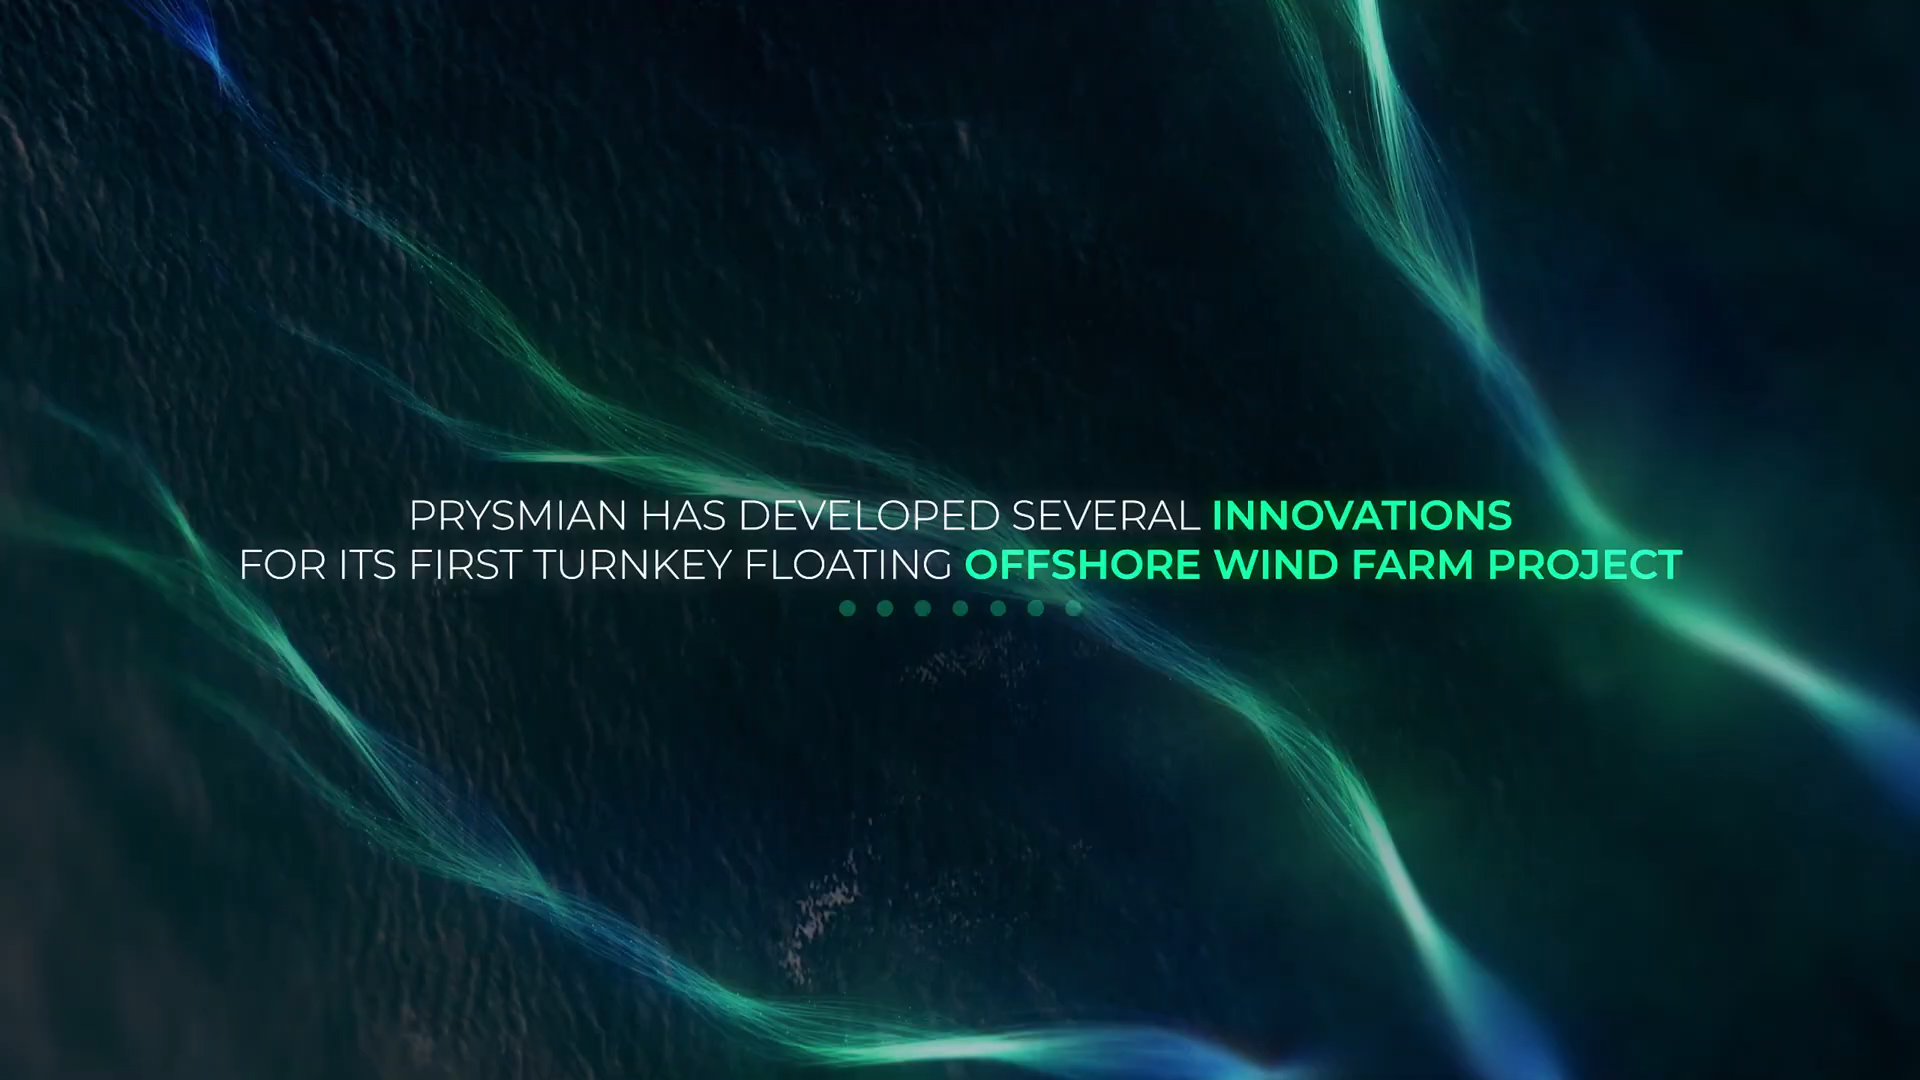 PRYSMIAN HAS DEVELOPED SEVERAL INNOVATIONS
FOR ITS FIRST TURNKEY FLOATING OFFSHORE WIND FARM PROJECT